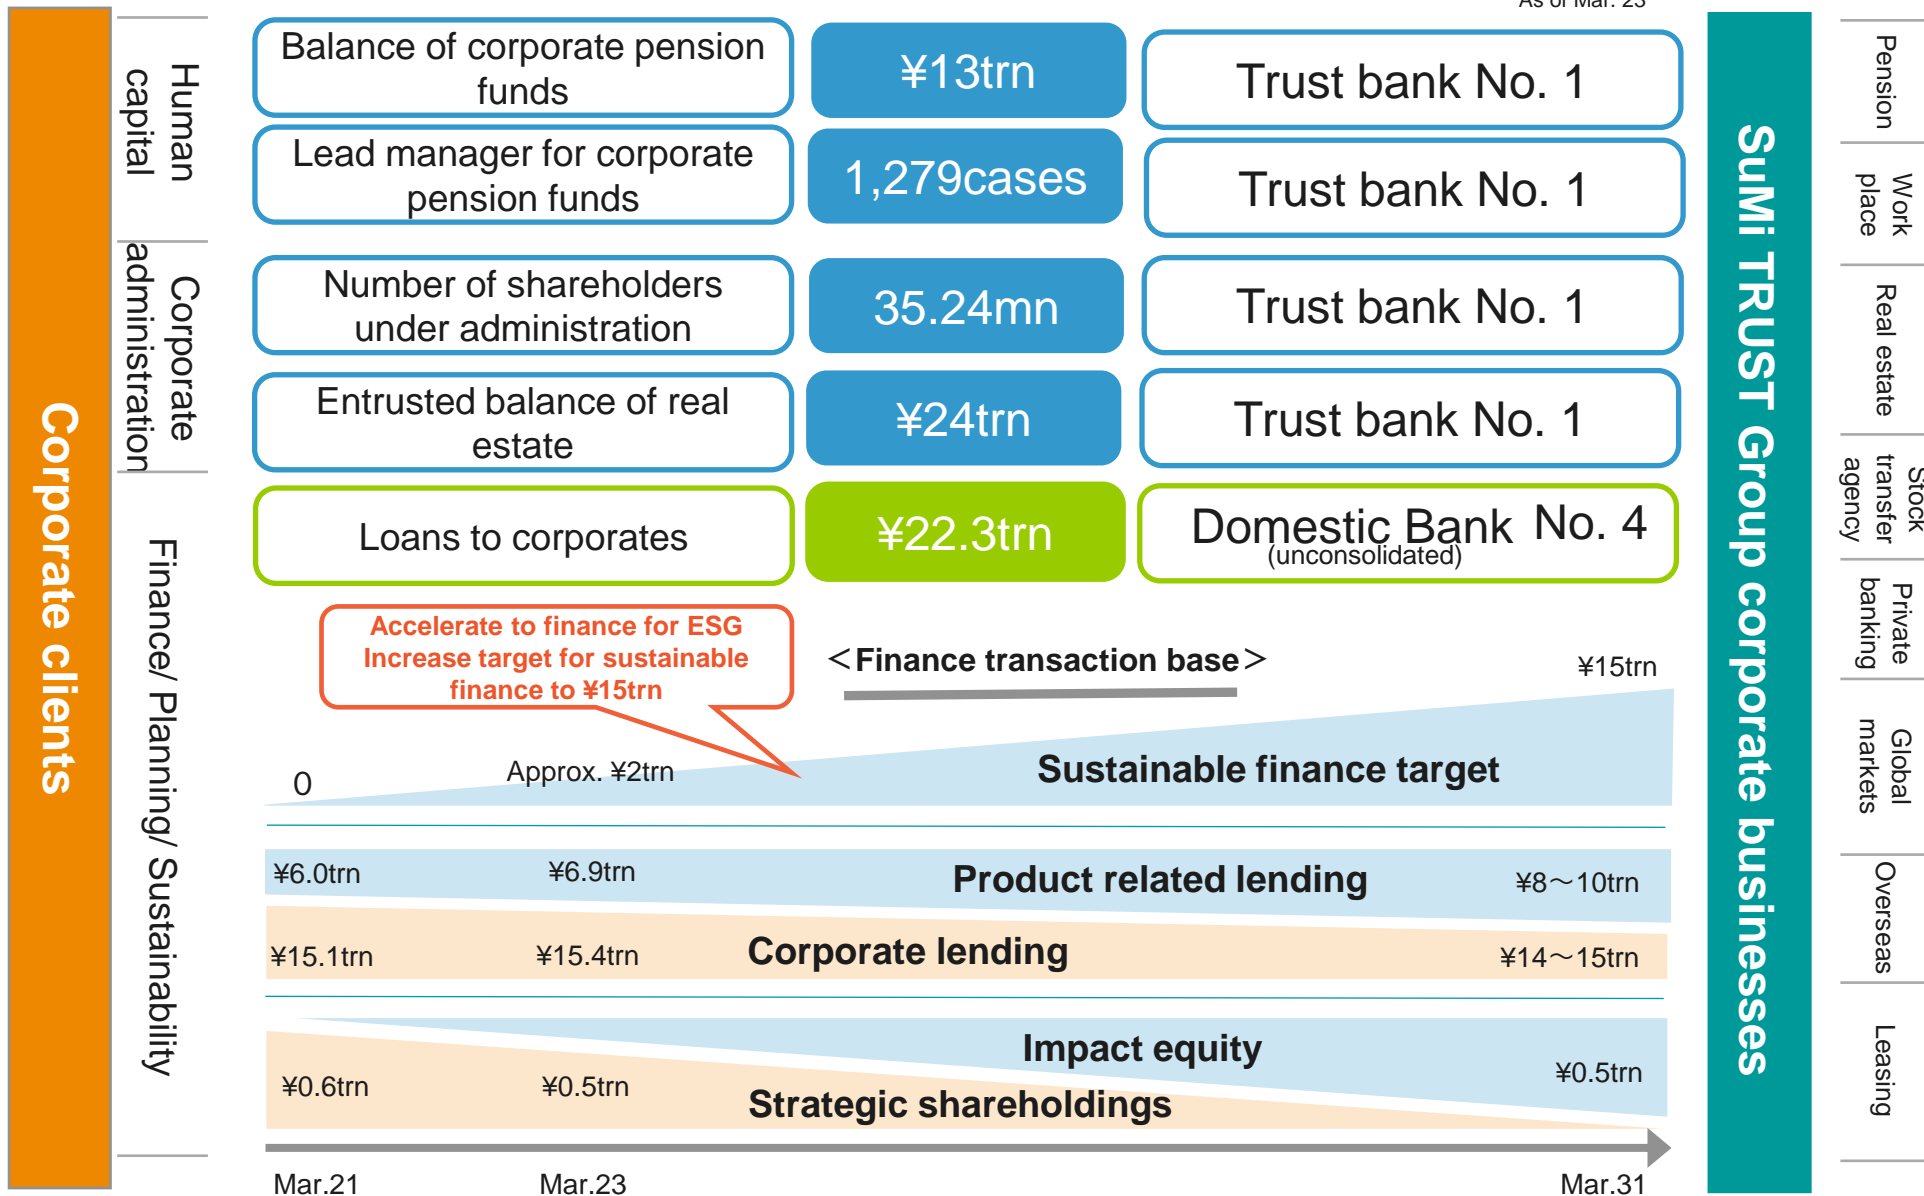 As of Mar. 23
Corporate clients
Human
capital
Corporate
administration
Finance/ Planning/ Sustainability
Balance of corporate pension
funds
¥13trn
Trust bank No. 1
Lead manager for corporate
pension funds
1,279cases
Trust bank No. 1
Number of shareholders
under administration
35.24mn
Trust bank No. 1
Entrusted balance of real
estate
¥24trn
Trust bank No. 1
Loans to corporates
¥22.3trn
Domestic Bank No. 4
(unconsolidated)
Accelerate to finance for ESG
Increase target for sustainable
finance to ¥15trn
＜Finance transaction base＞
¥15trn
0
Approx. ¥2trn
Sustainable finance target
¥6.0trn
¥6.9trn
Product related lending
¥8～10trn
¥15.1trn
¥15.4trn
Corporate lending
¥14～15trn
Impact equity
¥0.6trn
¥0.5trn
¥0.5trn
Strategic shareholdings
Mar.21
Mar.23
Mar.31
SuMi TRUST Group corporate businesses
Pension
Work
place
Real estate
Stock
transfer
agency
Private
banking
Global
markets
Overseas
Leasing